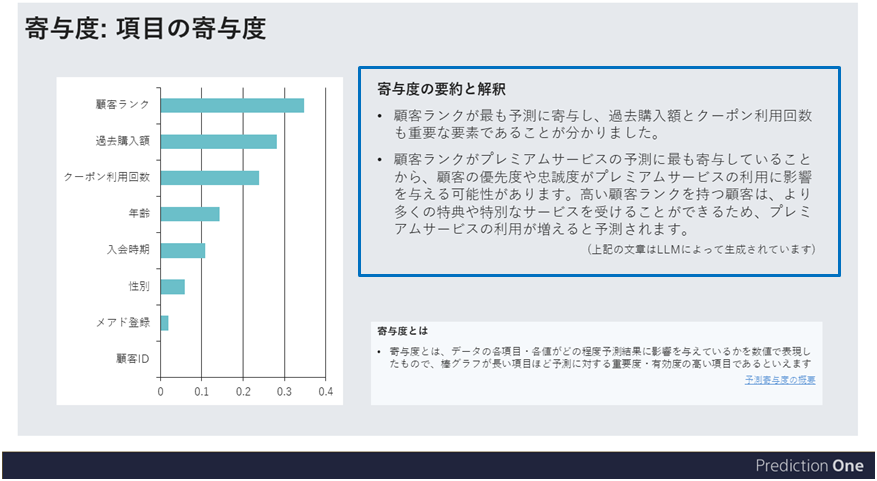 寄与度: 項目の寄与度
顧客ランク
過去購入額
クーポン利用回数
年齢
入会時期
性別
メアド登録
顧客ID
0 0.1 0.2 0.3 0.4
寄与度の要約と解釈
• 顧客ランクが最も予測に寄与し、過去購入額とクーポン利用回数
も重要な要素であることが分かりました。
• 顧客ランクがプレミアムサービスの予測に最も寄与していること
から、顧客の優先度や忠誠度がプレミアムサービスの利用に影響
を与える可能性があります。高い顧客ランクを持つ顧客は、より
多くの特典や特別なサービスを受けることができるため、プレミ
アムサービスの利用が増えると予測されます。
(上記の文章はLLMによって生成されています)
寄与度とは
• 寄与度とは、データの各項目・各値がどの程度予測結果に影響を与えているかを数値で表現し
たもので、棒グラフが長い項目ほど予測に対する重要度・有効度の高い項目であるといえます
予測寄与度の概要
Prediction One